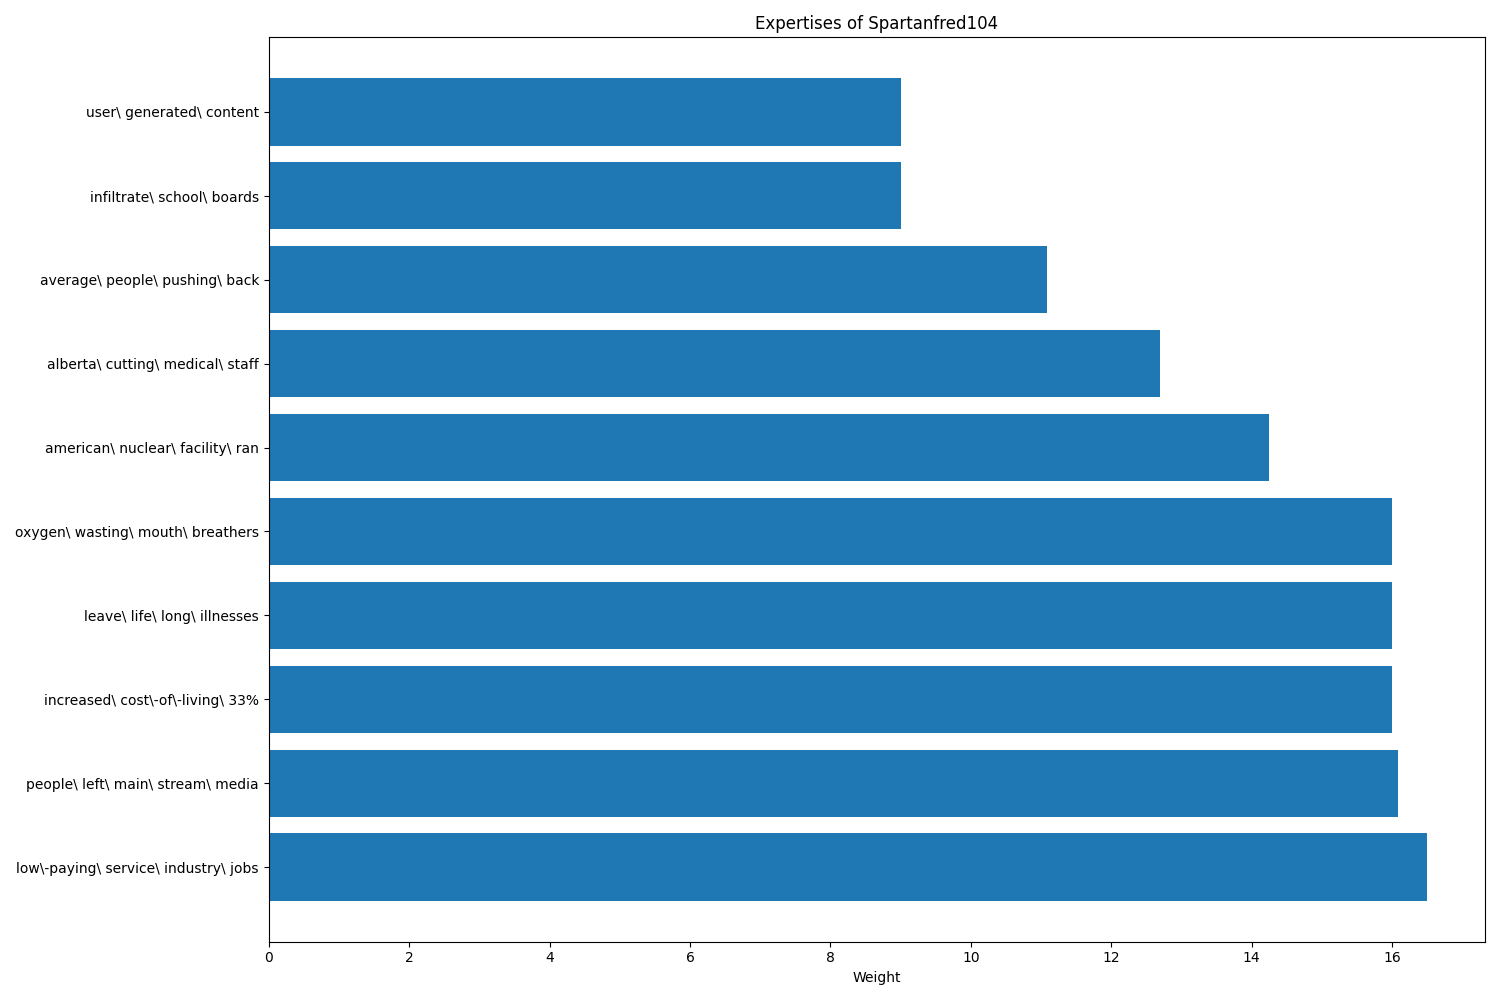 Expertises of Spartanfred104
user\ generated\ content
infiltrate\ school\ boards
average\ people\ pushing\ back
alberta\ cutting\ medical\ staff
american\ nuclear\ facility\ ran
oxygen\ wasting\ mouth\ breathers
leave\ life\ long\ illnesses
increased\ cost\-of\-living\ 33%
people\ left\ main\ stream\ media
low\-paying\ service\ industry\ jobs
0 2 4 6 8 10 12 14 16
Weight